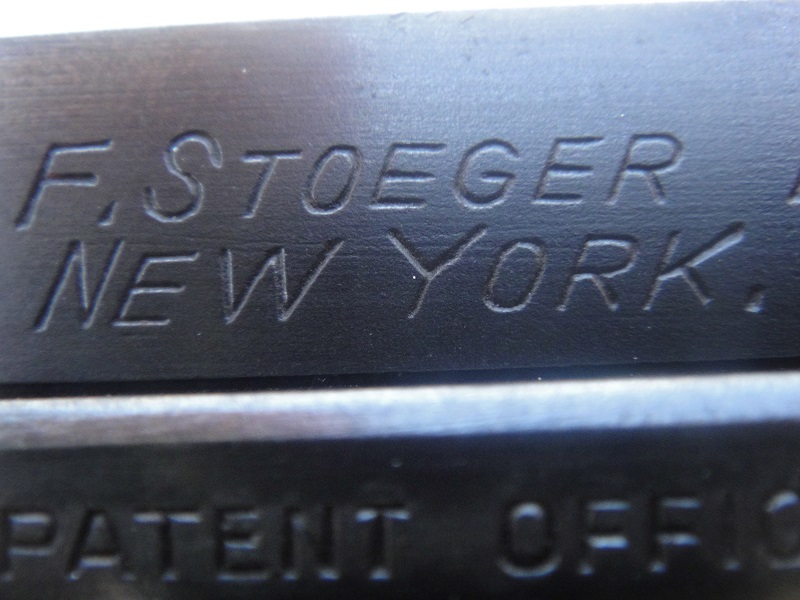 F. STOEGER
NEW YORK.
PATENT